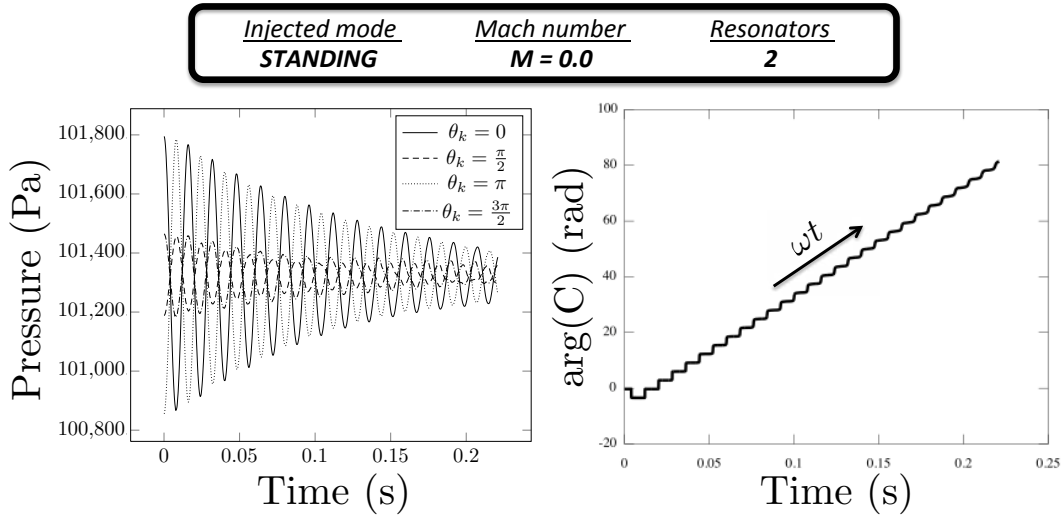 Injected mode Mach number Resonators
STANDING M = 0.0 2
Pressure (Pa)
101,800
101,600
101,400
101,200
101,000
100,800
θk = 0
θk = π/2
θk = π
θk = 3π/2
0 0.05 0.1 0.15 0.2
Time (s)
arg(C) (rad)
100
80
60
40
20
0
-20
ωt
0 0.05 0.1 0.15 0.2 0.25
Time (s)